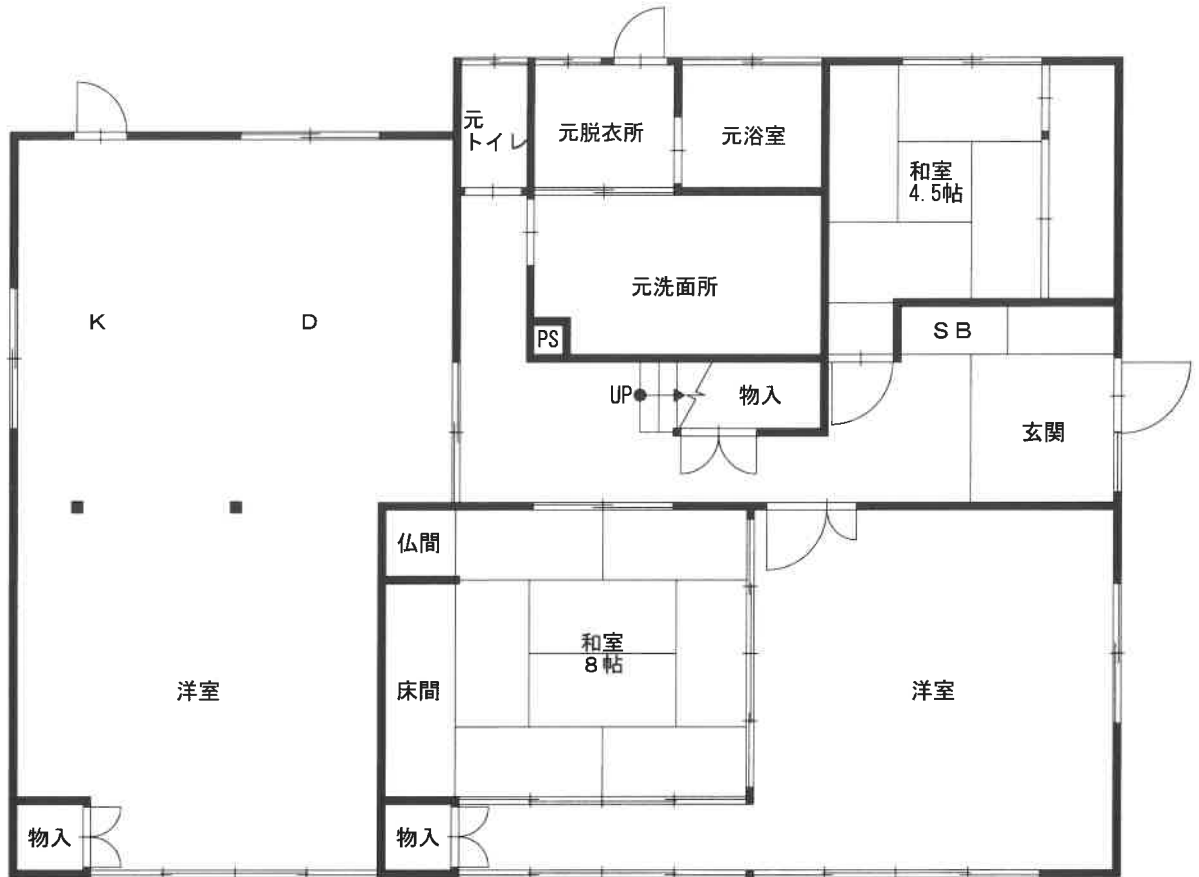 元
トイレ
元脱衣所
元浴室
和室
4.5帖
元洗面所
K
D
PS
SB
UP
物入
玄関
仏間
和室
8帖
床間
洋室
洋室
物入
物入